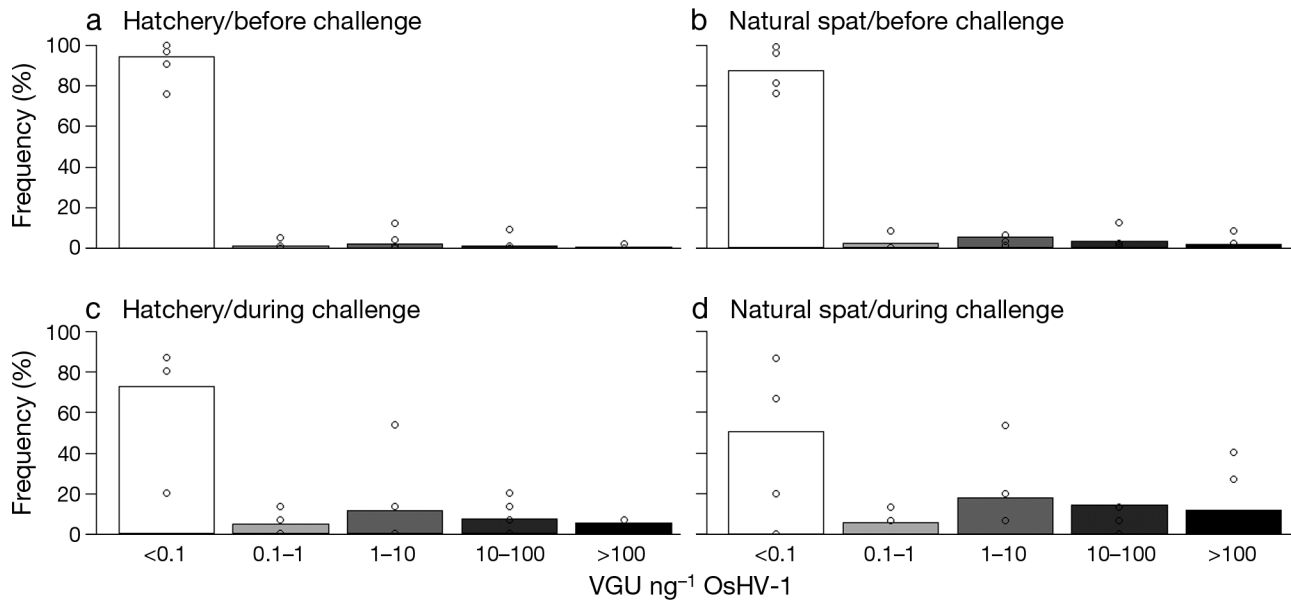 a Hatchery/before challenge
b Natural spat/before challenge
Frequency (%)
100
80
60
40
20
0
c Hatchery/during challenge
d Natural spat/during challenge
Frequency (%)
100
80
60
40
20
0
<0.1 0.1–1 1–10 10–100 >100
<0.1 0.1–1 1–10 10–100 >100
VGU ng⁻¹ OsHV-1